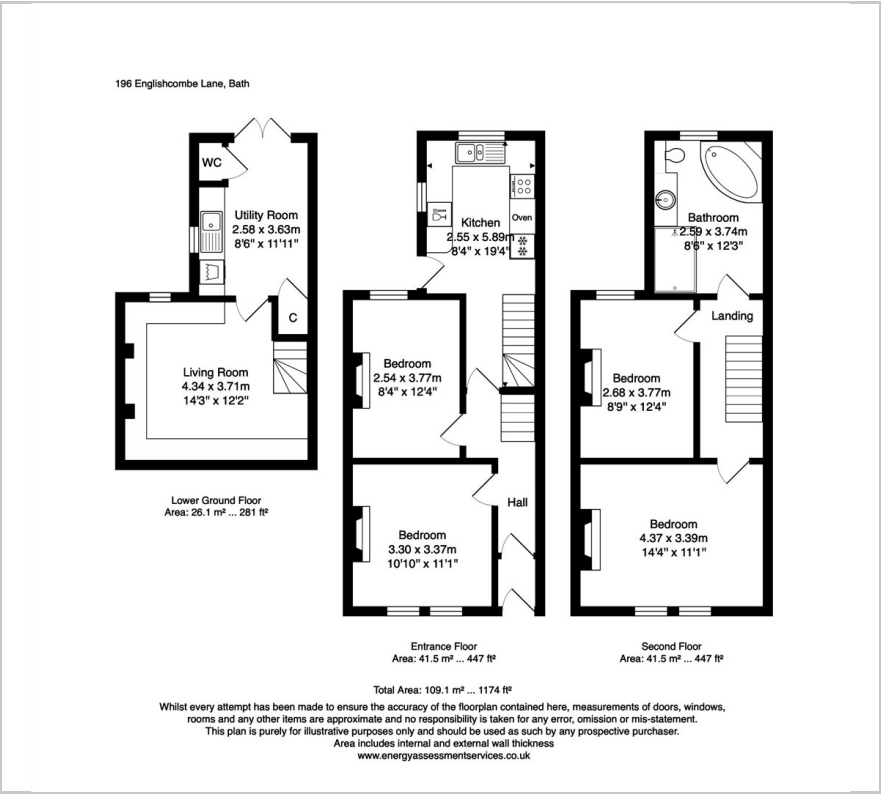 196 Englishcombe Lane, Bath
WC
Utility Room
2.58 x 3.63m
8'6" x 11'11"
C
Living Room
4.34 x 3.71m
14'3" x 12'2"
Lower Ground Floor
Area: 26.1 m² ... 281 ft²
Kitchen
2.55 x 5.89m
8'4" x 19'4"
Oven
Bedroom
2.54 x 3.77m
8'4" x 12'4"
Hall
Bedroom
3.30 x 3.37m
10'10" x 11'1"
Entrance Floor
Area: 41.5 m² ... 447 ft²
Bathroom
2.59 x 3.74m
8'6" x 12'3"
Landing
Bedroom
2.68 x 3.77m
8'9" x 12'4"
Bedroom
4.37 x 3.39m
14'4" x 11'1"
Second Floor
Area: 41.5 m² ... 447 ft²
Total Area: 109.1 m² ... 1174 ft²
Whilst every attempt has been made to ensure the accuracy of the floorplan contained here, measurements of doors, windows,
rooms and any other items are approximate and no responsibility is taken for any error, omission or mis-statement.
This plan is purely for illustrative purposes only and should be used as such by any prospective purchaser.
Area includes internal and external wall thickness
www.energyassessmentservices.co.uk